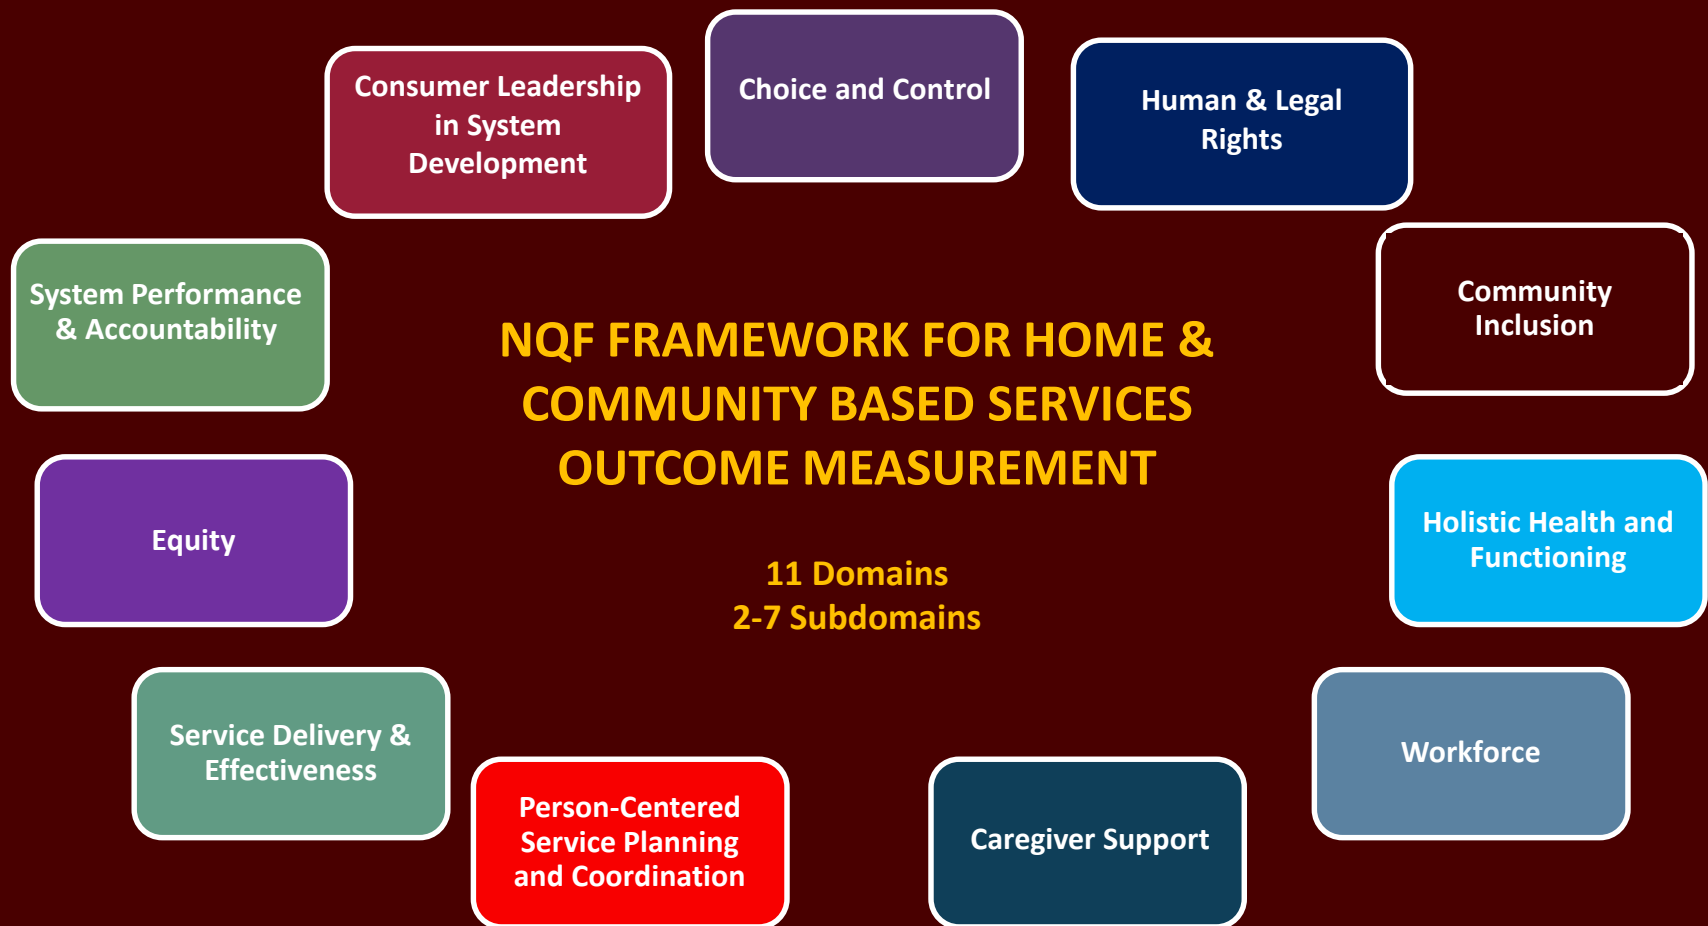 Consumer Leadership
in System
Development
Choice and Control
Human & Legal
Rights
System Performance
& Accountability
Community
Inclusion
NQF FRAMEWORK FOR HOME &
COMMUNITY BASED SERVICES
OUTCOME MEASUREMENT
Equity
Holistic Health and
Functioning
11 Domains
2-7 Subdomains
Service Delivery &
Effectiveness
Workforce
Person-Centered
Service Planning
and Coordination
Caregiver Support